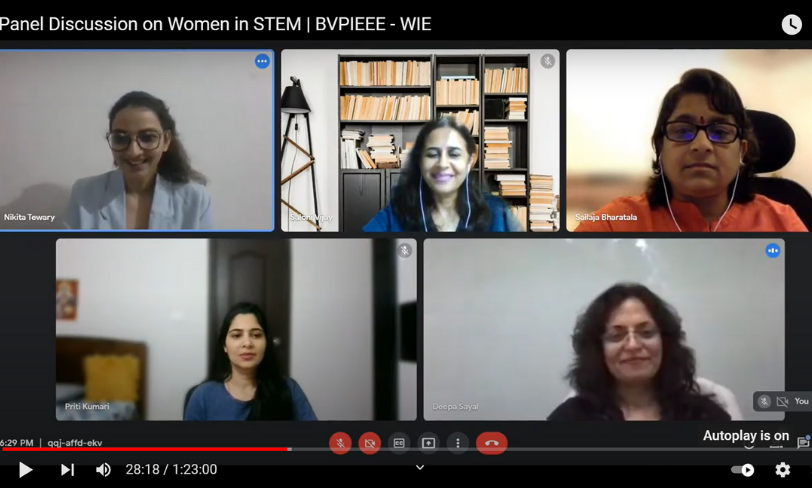 Panel Discussion on Women in STEM | BVPIEEE - WIE
Nikita Tewary
Saloni Vijay
Sailaja Bharatala
Priti Kumari
Deepa Sayal
You
6:29 PM | qqj-affd-ekv
Autoplay is on
28:18 / 1:23:00